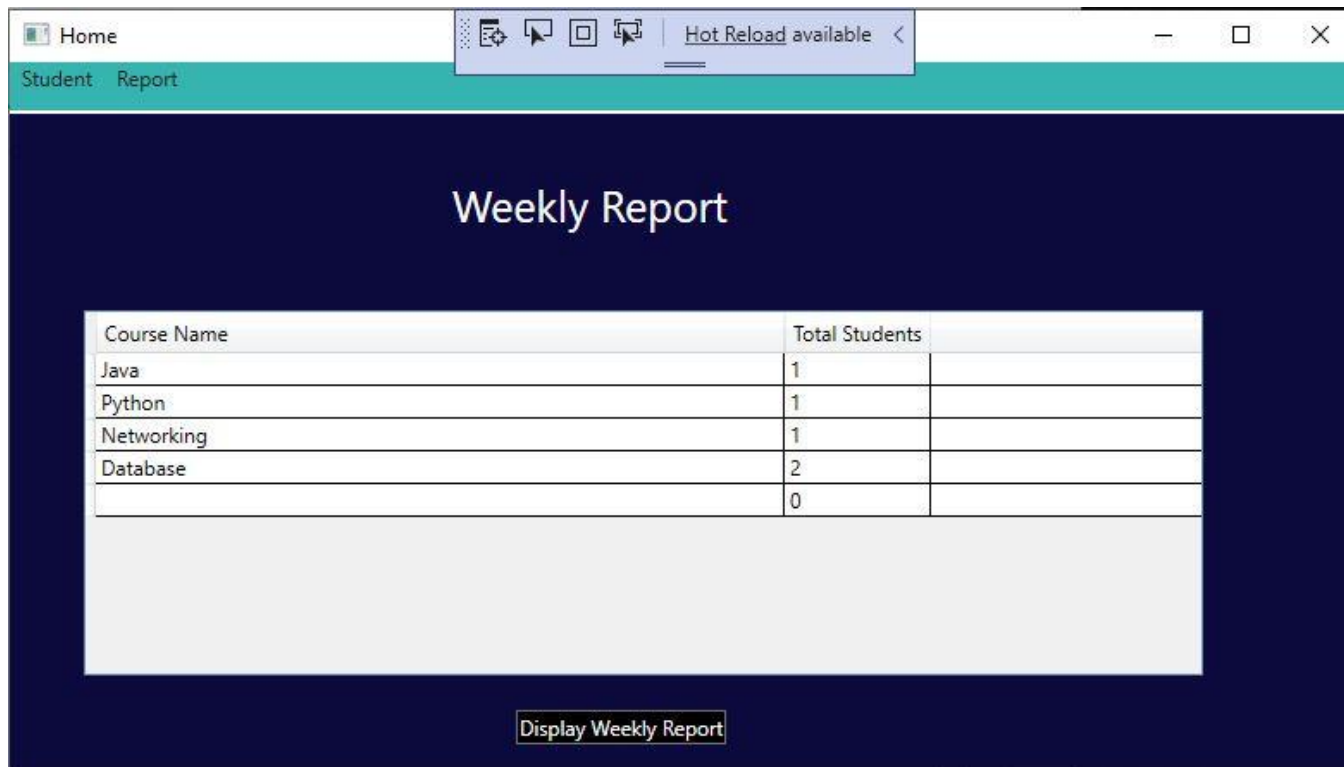 Home
Hot Reload available
Student Report
Weekly Report
Course Name Total Students
Java 1
Python 1
Networking 1
Database 2
0
Display Weekly Report